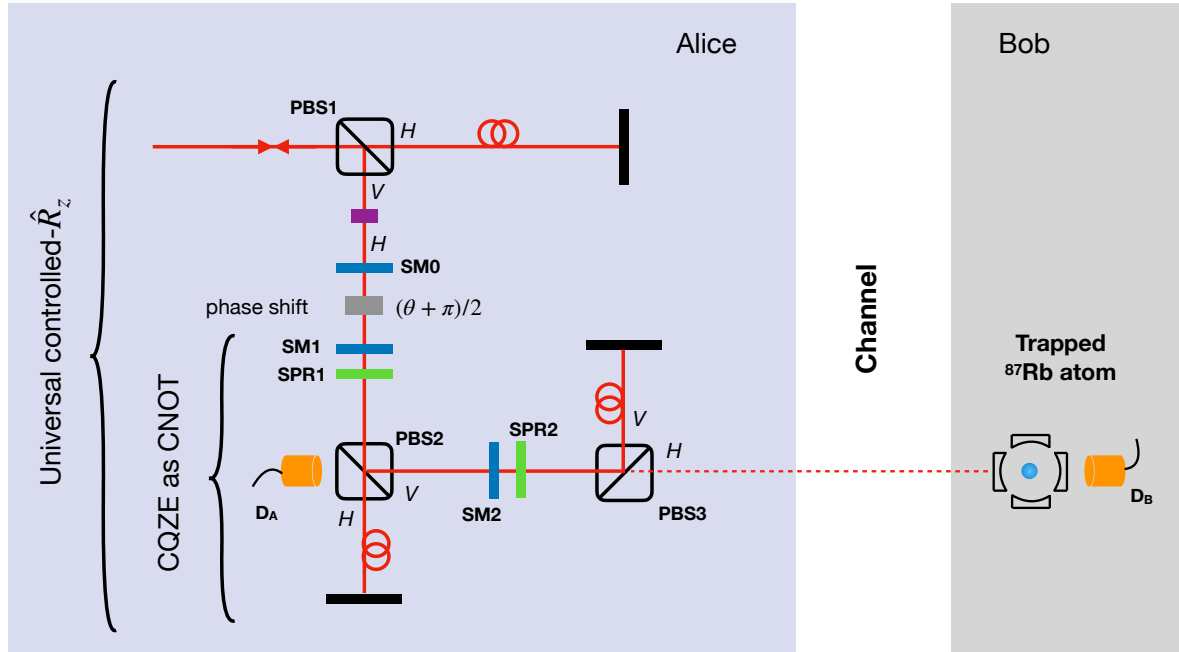 Alice
Bob
PBS1
H
V
H
SM0
phase shift
(θ + π)/2
SM1
SPR1
Universal controlled-R̂z
CQZE as CNOT
PBS2
V
H
DA
SM2
SPR2
V
H
PBS3
Channel
Trapped
⁸⁷Rb atom
DB